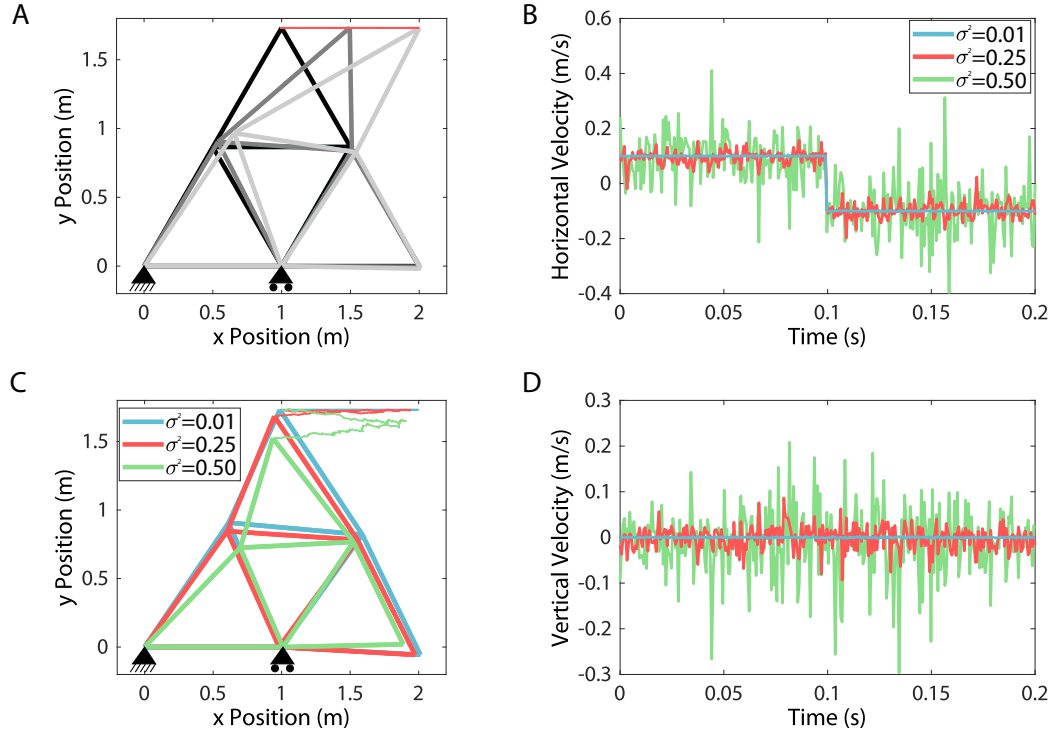 A
1.5
1
0.5
0
y Position (m)
0 0.5 1 1.5 2
x Position (m)
B
0.6
0.4
0.2
0
-0.2
-0.4
Horizontal Velocity (m/s)
σ²=0.01
σ²=0.25
σ²=0.50
0 0.05 0.1 0.15 0.2
Time (s)
C
σ²=0.01
σ²=0.25
σ²=0.50
1.5
1
0.5
0
y Position (m)
0 0.5 1 1.5 2
x Position (m)
D
0.3
0.2
0.1
0
-0.1
-0.2
-0.3
Vertical Velocity (m/s)
0 0.05 0.1 0.15 0.2
Time (s)